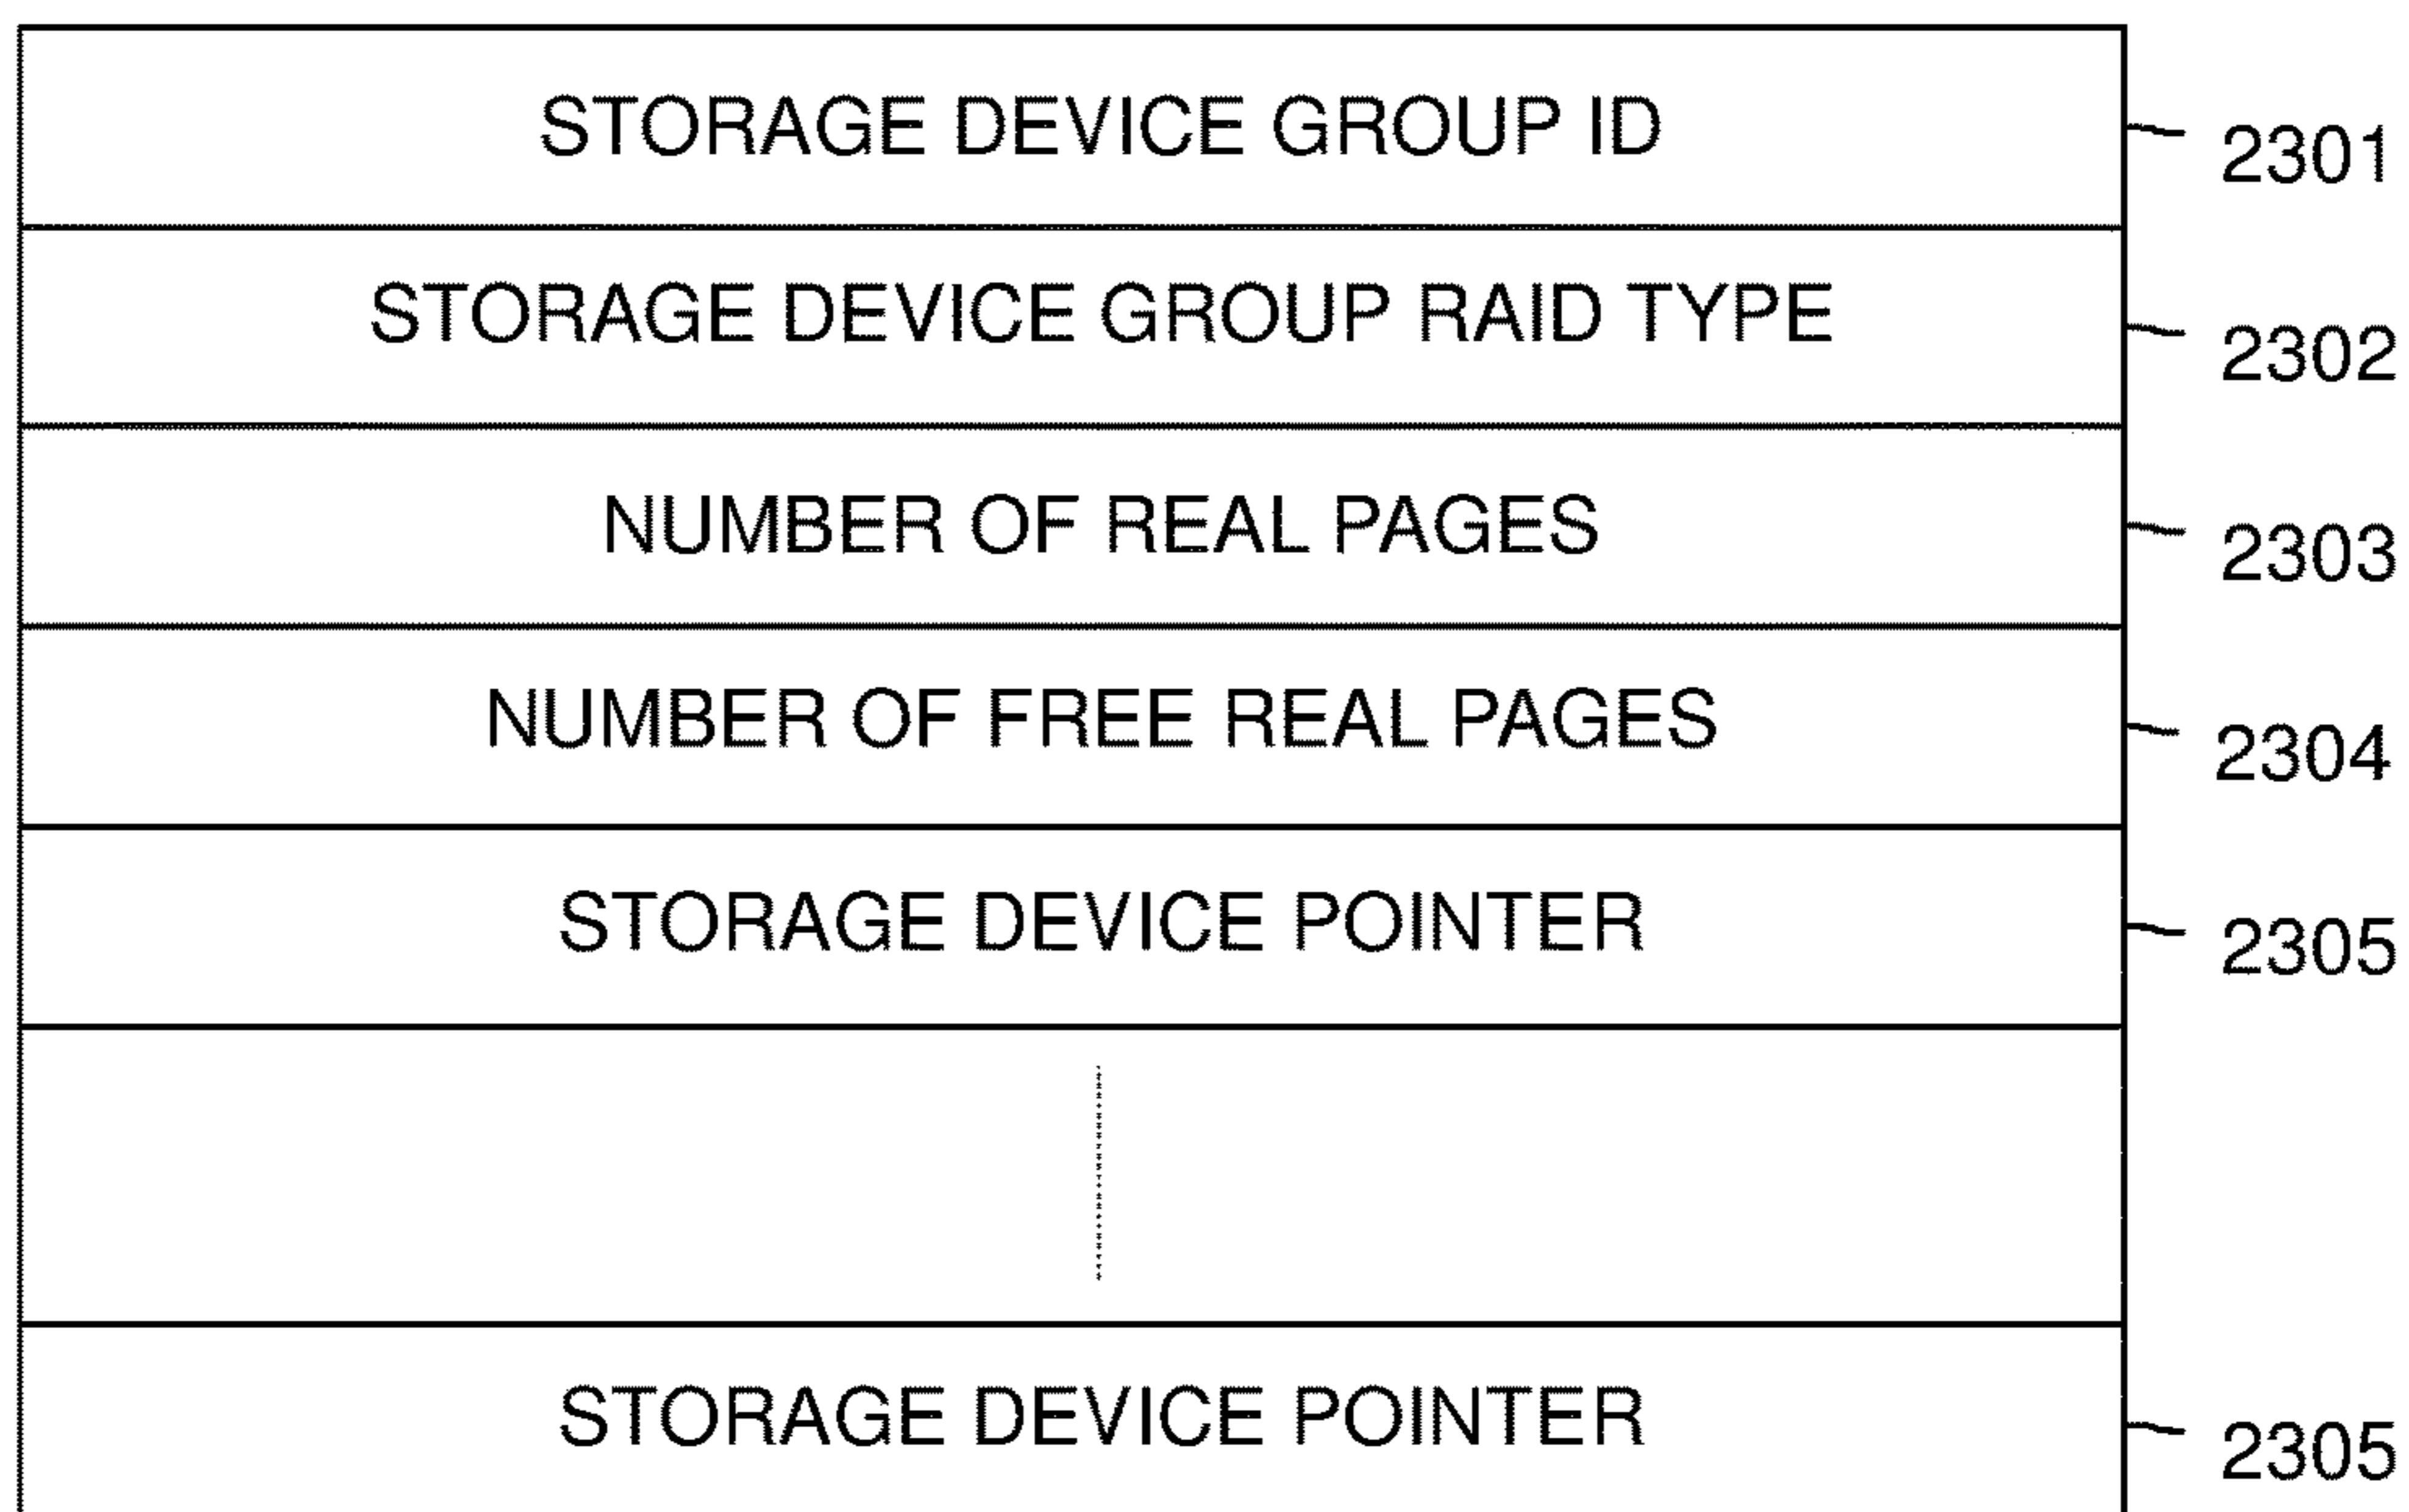 STORAGE DEVICE GROUP ID 2301
STORAGE DEVICE GROUP RAID TYPE 2302
NUMBER OF REAL PAGES 2303
NUMBER OF FREE REAL PAGES 2304
STORAGE DEVICE POINTER 2305
STORAGE DEVICE POINTER 2305